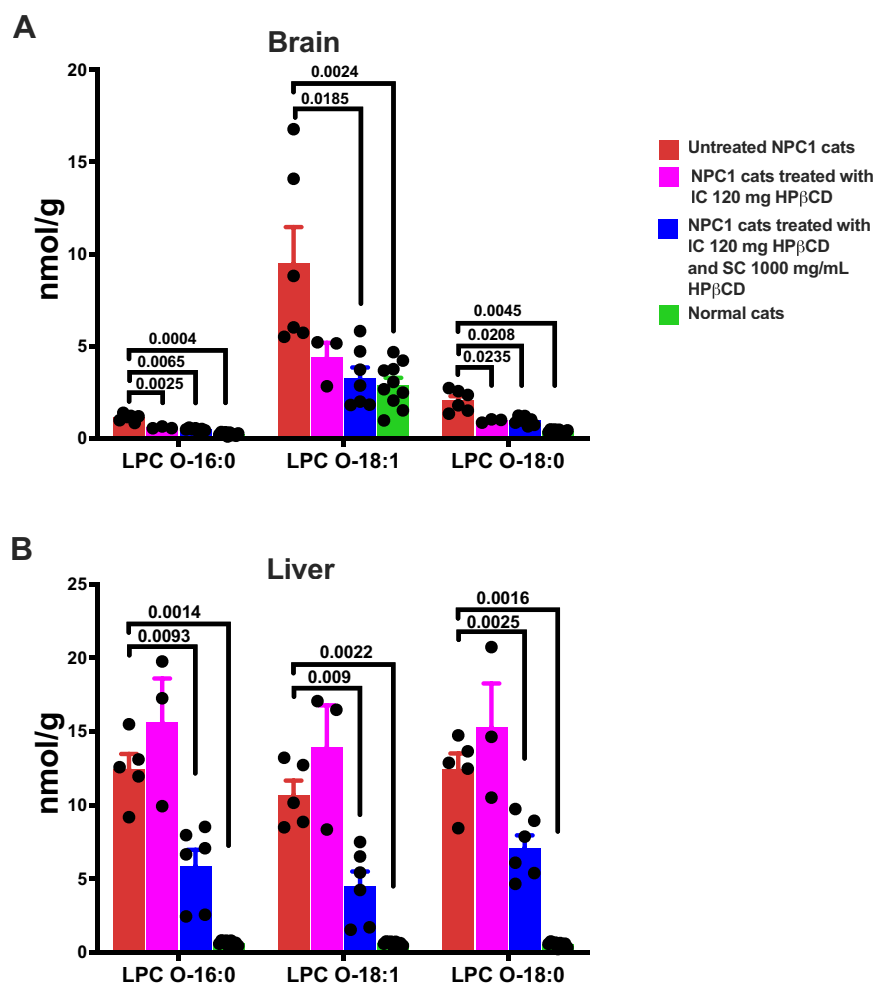 A
Brain
20
15
10
5
0
nmol/g
0.0004
0.0065
0.0025
0.0024
0.0185
0.0045
0.0208
0.0235
LPC O-16:0
LPC O-18:1
LPC O-18:0
Untreated NPC1 cats
NPC1 cats treated with
IC 120 mg HPβCD
NPC1 cats treated with
IC 120 mg HPβCD
and SC 1000 mg/mL
HPβCD
Normal cats
B
Liver
25
20
15
10
5
0
nmol/g
0.0014
0.0093
0.0022
0.009
0.0016
0.0025
LPC O-16:0
LPC O-18:1
LPC O-18:0